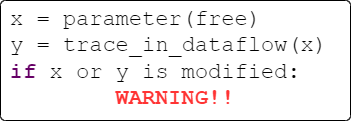 x = parameter(free)
y = trace_in_dataflow(x)
if x or y is modified:
WARNING!!